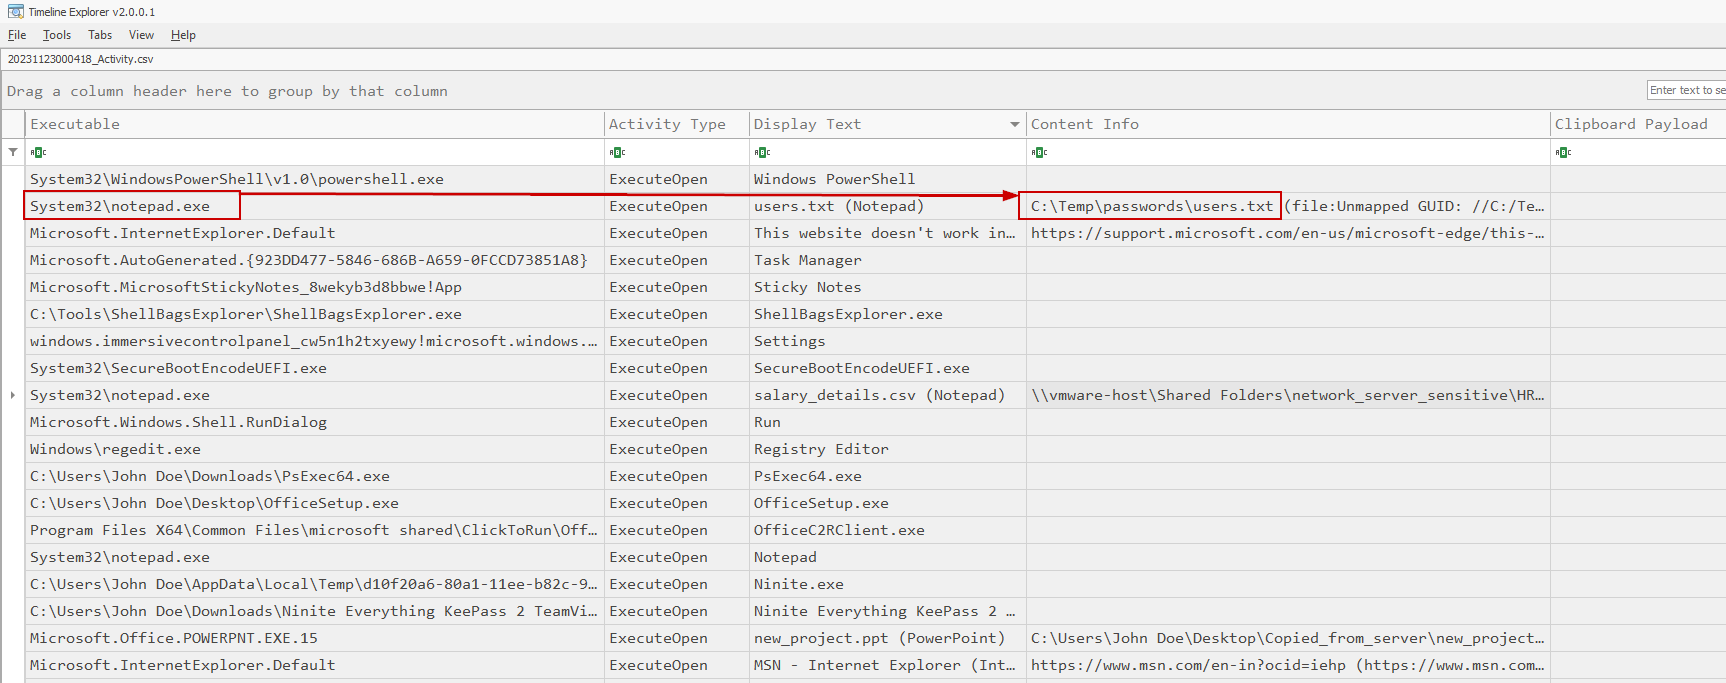 Timeline Explorer v2.0.0.1
File Tools Tabs View Help
20231123000418_Activity.csv
Drag a column header here to group by that column
Enter text to se
Executable Activity Type Display Text Content Info Clipboard Payload
System32\WindowsPowerShell\v1.0\powershell.exe ExecuteOpen Windows PowerShell
System32\notepad.exe ExecuteOpen users.txt (Notepad) C:\Temp\passwords\users.txt (file:Unmapped GUID: //C:/Te…
Microsoft.InternetExplorer.Default ExecuteOpen This website doesn't work in… https://support.microsoft.com/en-us/microsoft-edge/this-…
Microsoft.AutoGenerated.{923DD477-5846-686B-A659-0FCCD73851A8} ExecuteOpen Task Manager
Microsoft.MicrosoftStickyNotes_8wekyb3d8bbwe!App ExecuteOpen Sticky Notes
C:\Tools\ShellBagsExplorer\ShellBagsExplorer.exe ExecuteOpen ShellBagsExplorer.exe
windows.immersivecontrolpanel_cw5n1h2txyewy!microsoft.windows.… ExecuteOpen Settings
System32\SecureBootEncodeUEFI.exe ExecuteOpen SecureBootEncodeUEFI.exe
System32\notepad.exe ExecuteOpen salary_details.csv (Notepad) \\vmware-host\Shared Folders\network_server_sensitive\HR…
Microsoft.Windows.Shell.RunDialog ExecuteOpen Run
Windows\regedit.exe ExecuteOpen Registry Editor
C:\Users\John Doe\Downloads\PsExec64.exe ExecuteOpen PsExec64.exe
C:\Users\John Doe\Desktop\OfficeSetup.exe ExecuteOpen OfficeSetup.exe
Program Files X64\Common Files\microsoft shared\ClickToRun\Off… ExecuteOpen OfficeC2RClient.exe
System32\notepad.exe ExecuteOpen Notepad
C:\Users\John Doe\AppData\Local\Temp\d10f20a6-80a1-11ee-b82c-9… ExecuteOpen Ninite.exe
C:\Users\John Doe\Downloads\Ninite Everything KeePass 2 TeamVi… ExecuteOpen Ninite Everything KeePass 2 …
Microsoft.Office.POWERPNT.EXE.15 ExecuteOpen new_project.ppt (PowerPoint) C:\Users\John Doe\Desktop\Copied_from_server\new_project…
Microsoft.InternetExplorer.Default ExecuteOpen MSN - Internet Explorer (Int… https://www.msn.com/en-in?ocid=iehp (https://www.msn.com…